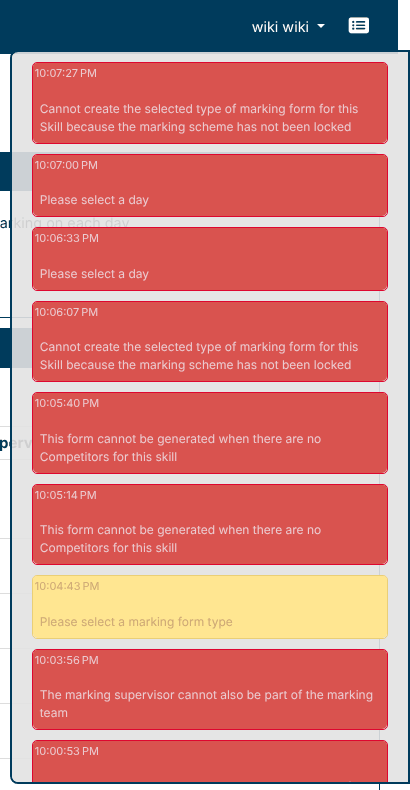 wiki wiki
10:07:27 PM
Cannot create the selected type of marking form for this
Skill because the marking scheme has not been locked
10:07:00 PM
Please select a day
arking on each day
10:06:33 PM
Please select a day
10:06:07 PM
Cannot create the selected type of marking form for this
Skill because the marking scheme has not been locked
10:05:40 PM
This form cannot be generated when there are no
Competitors for this skill
perv
10:05:14 PM
This form cannot be generated when there are no
Competitors for this skill
10:04:43 PM
Please select a marking form type
10:03:56 PM
The marking supervisor cannot also be part of the marking
team
10:00:53 PM